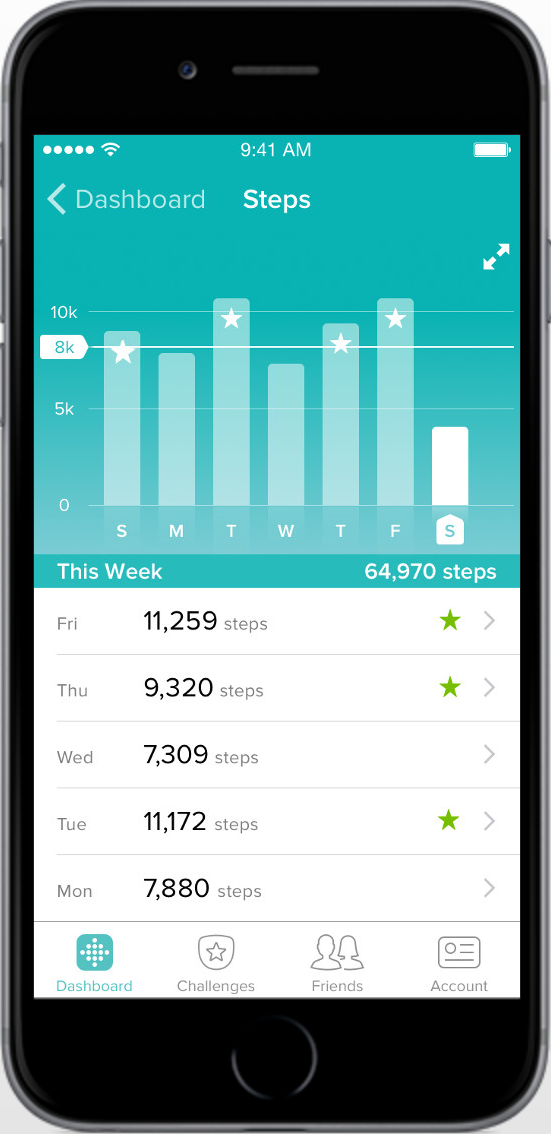 9:41 AM
Dashboard Steps
10k
8k
5k
0
S M T W T F S
This Week 64,970 steps
Fri 11,259 steps
Thu 9,320 steps
Wed 7,309 steps
Tue 11,172 steps
Mon 7,880 steps
Dashboard Challenges Friends Account